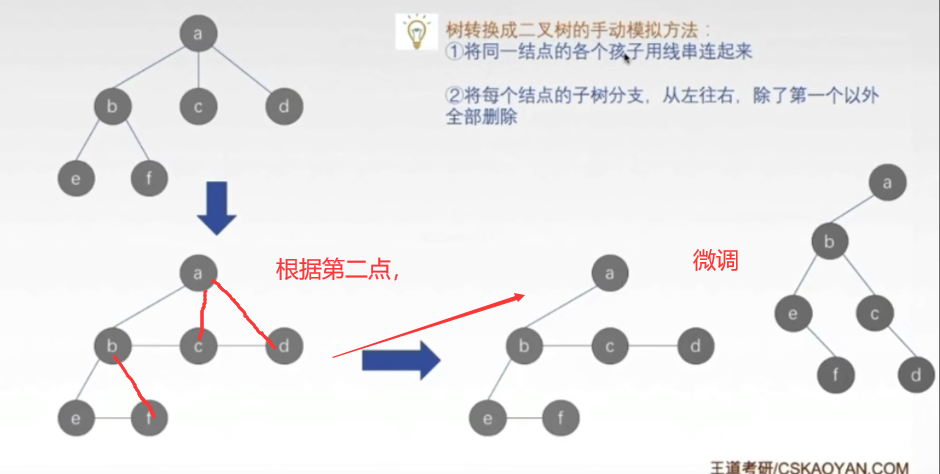 树转换成二叉树的手动模拟方法：
①将同一结点的各个孩子用线串连起来
②将每个结点的子树分支，从左往右，除了第一个以外
全部删除
a
b
c
d
e
f
a
b
c
d
e
f
根据第二点，
a
b
c
d
e
f
微调
a
b
e
c
f
d
王道考研/CSKAOYAN.COM